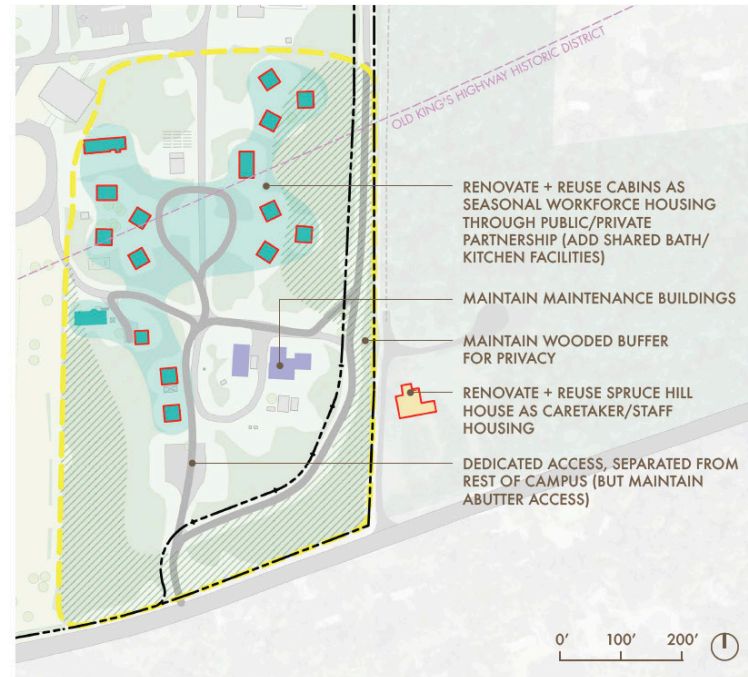 OLD KING'S HIGHWAY HISTORIC DISTRICT
RENOVATE + REUSE CABINS AS
SEASONAL WORKFORCE HOUSING
THROUGH PUBLIC/PRIVATE
PARTNERSHIP (ADD SHARED BATH/
KITCHEN FACILITIES)
MAINTAIN MAINTENANCE BUILDINGS
MAINTAIN WOODED BUFFER
FOR PRIVACY
RENOVATE + REUSE SPRUCE HILL
HOUSE AS CARETAKER/STAFF
HOUSING
DEDICATED ACCESS, SEPARATED FROM
REST OF CAMPUS (BUT MAINTAIN
ABUTTER ACCESS)
0' 100' 200'